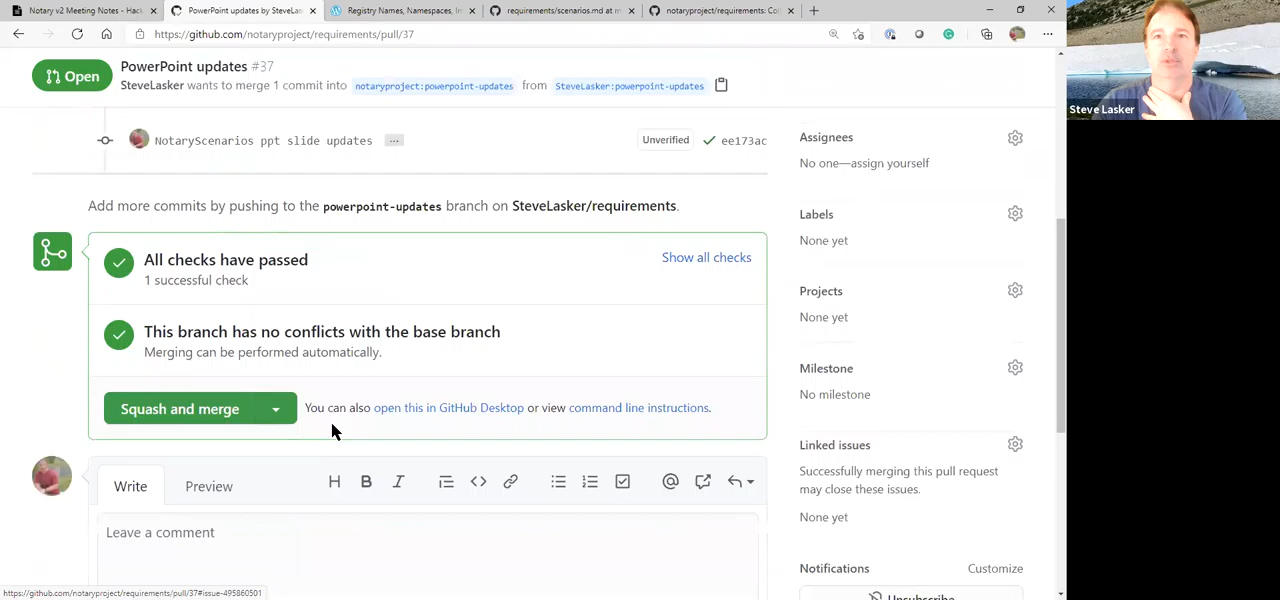 Notary v2 Meeting Notes - Hack
PowerPoint updates by SteveLas
Registry Names, Namespaces, Im
requirements/scenarios.md at m
notaryproject/requirements: Coll
https://github.com/notaryproject/requirements/pull/37
Open
PowerPoint updates #37
SteveLasker wants to merge 1 commit into notaryproject:powerpoint-updates from SteveLasker:powerpoint-updates
NotaryScenarios ppt slide updates ...
Unverified
ee173ac
Add more commits by pushing to the powerpoint-updates branch on SteveLasker/requirements.
All checks have passed
Show all checks
1 successful check
This branch has no conflicts with the base branch
Merging can be performed automatically.
Squash and merge
You can also open this in GitHub Desktop or view command line instructions.
Write
Preview
Leave a comment
https://github.com/notaryproject/requirements/pull/37#issue-495860501
Assignees
No one—assign yourself
Labels
None yet
Projects
None yet
Milestone
No milestone
Linked issues
Successfully merging this pull request
may close these issues.
None yet
Notifications
Customize
Unsubscribe
Steve Lasker